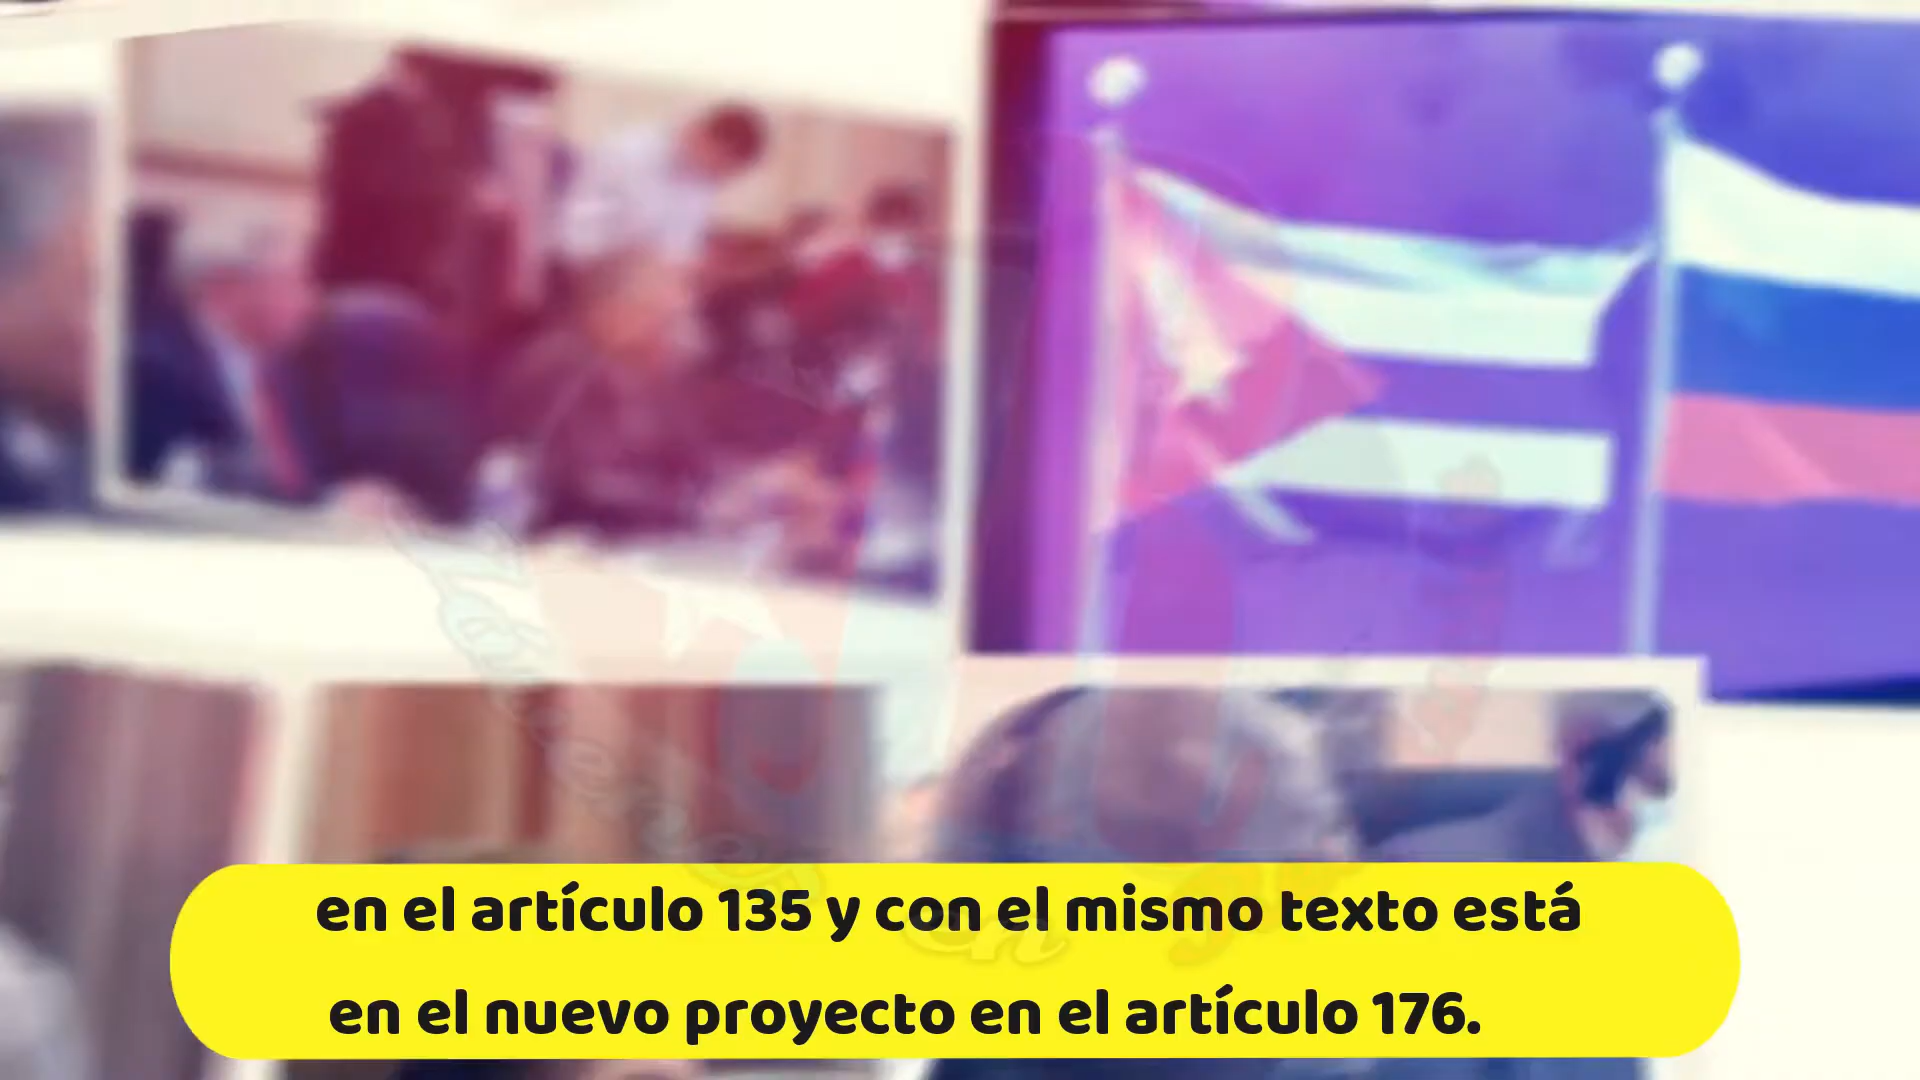 en el artículo 135 y con el mismo texto está
en el nuevo proyecto en el artículo 176.